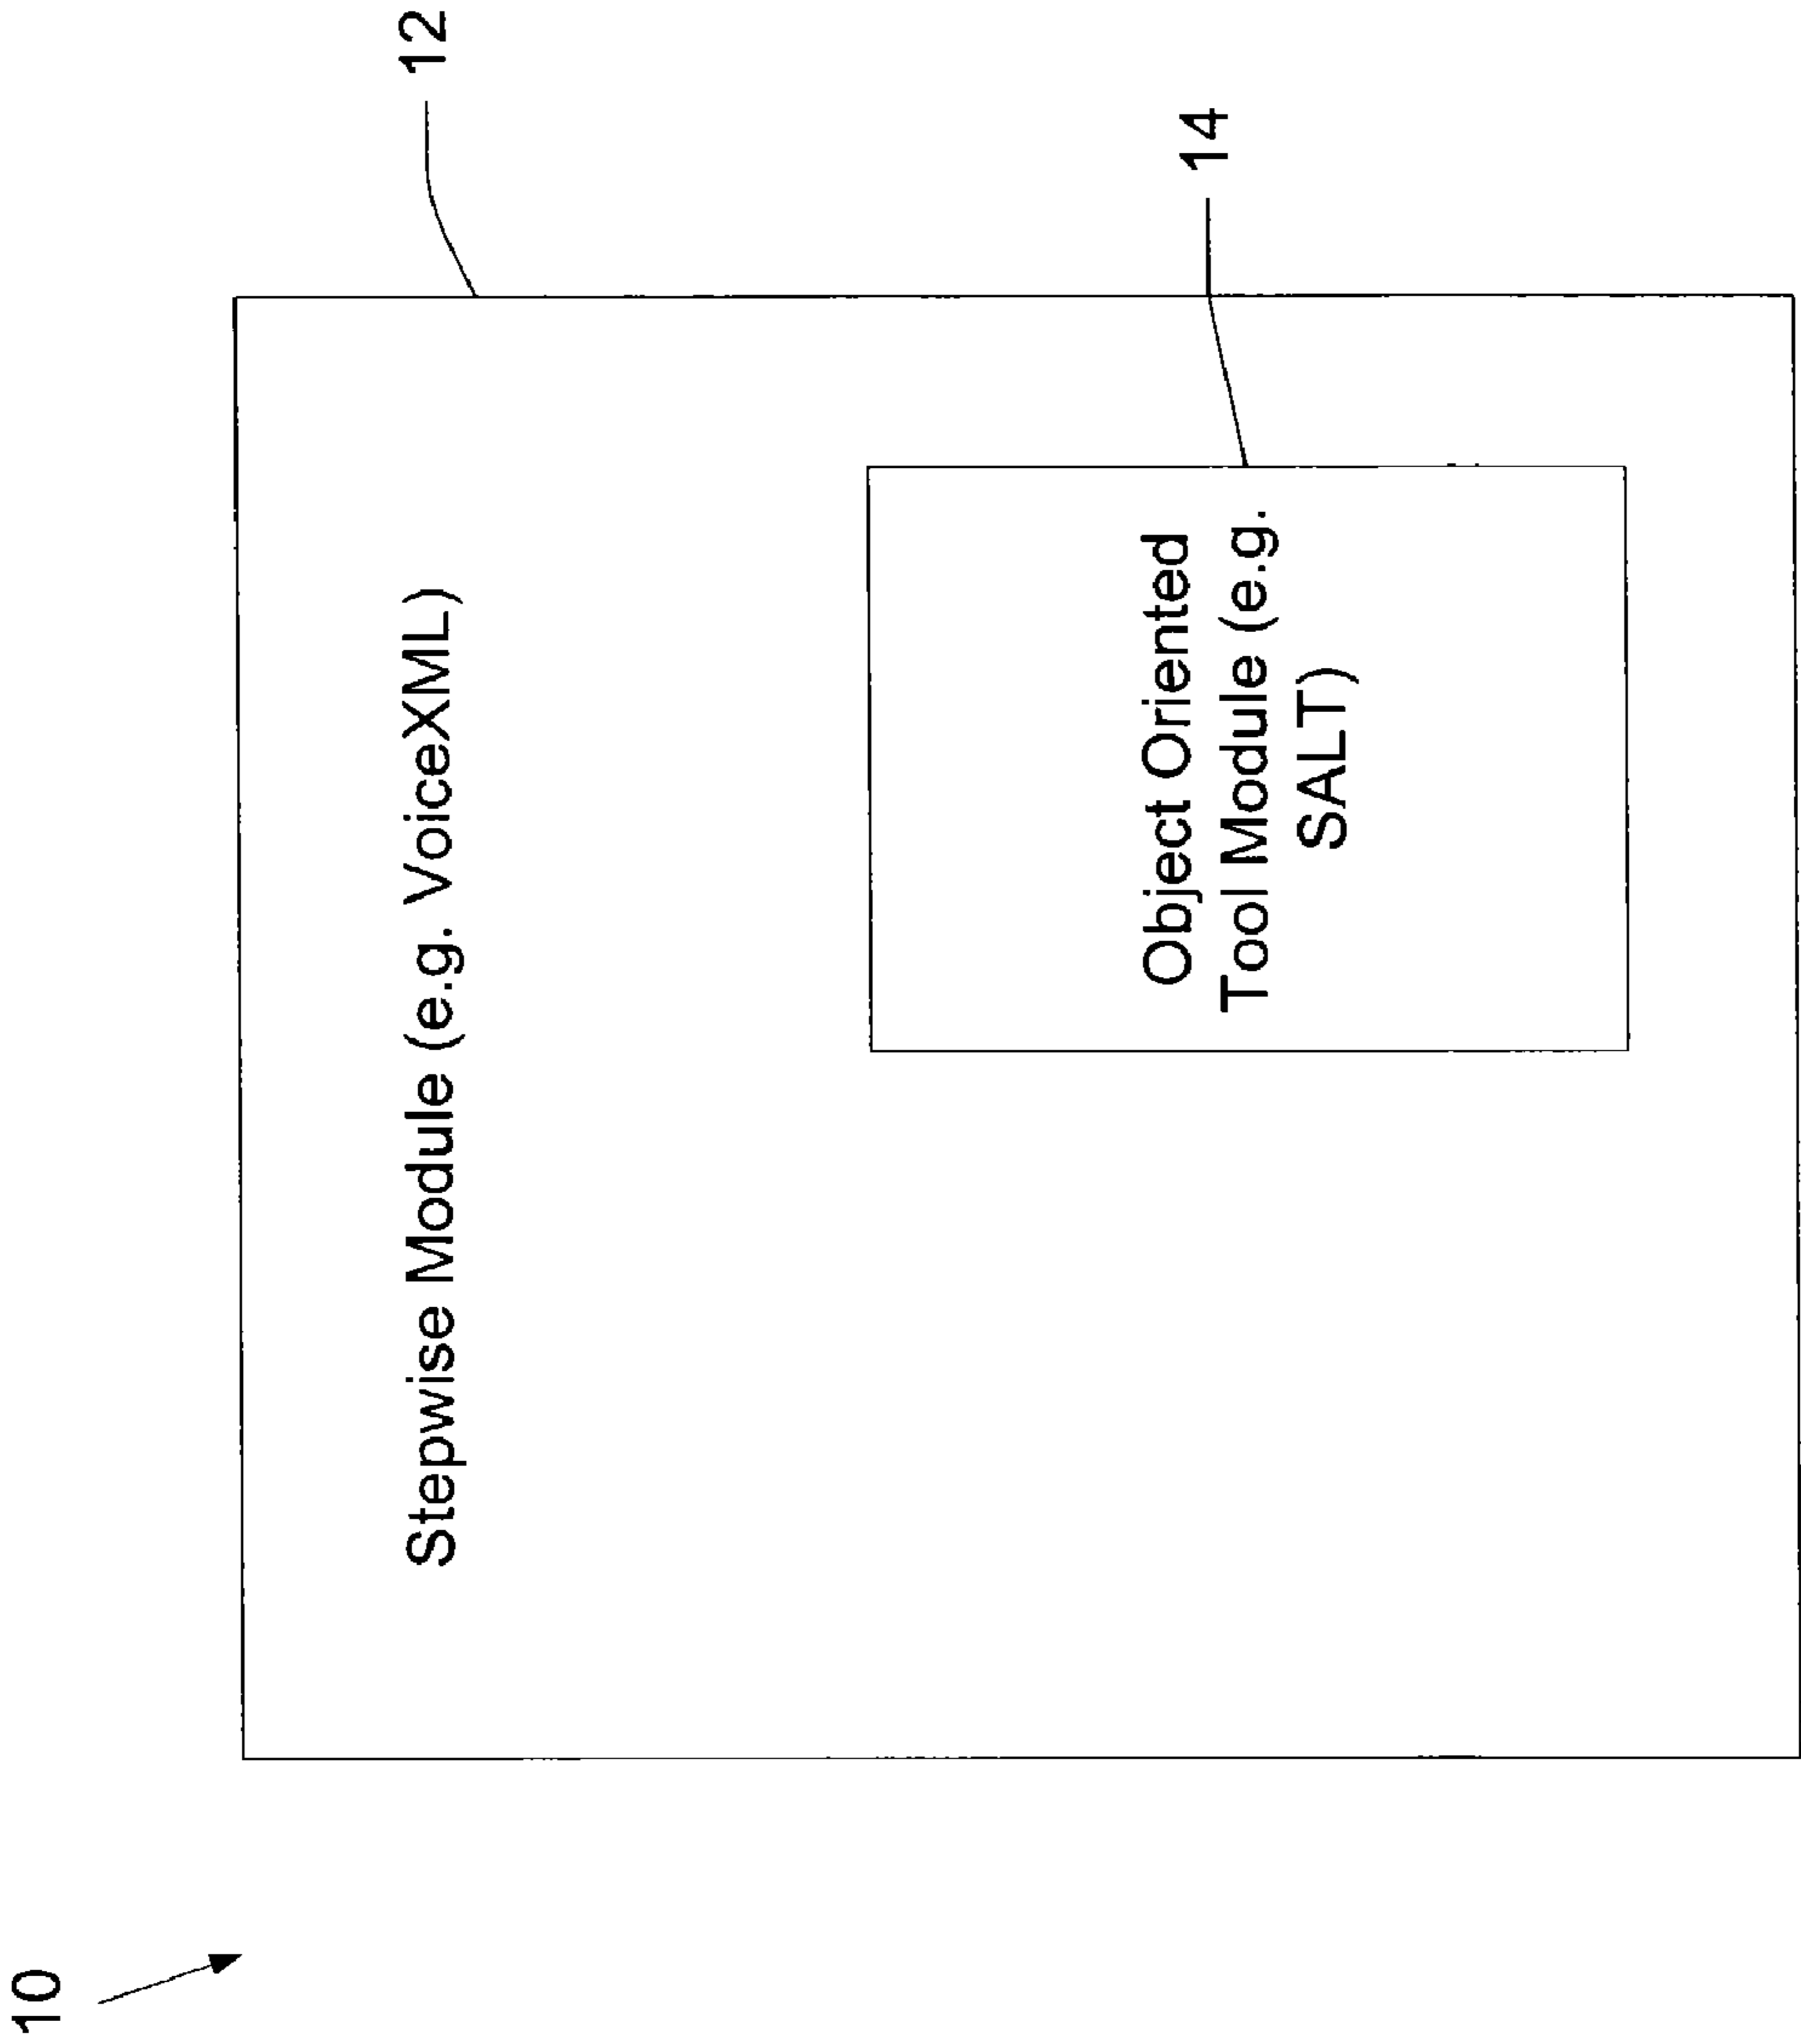 10
12
Stepwise Module (e.g. VoiceXML)
14
Object Oriented
Tool Module (e.g.
SALT)